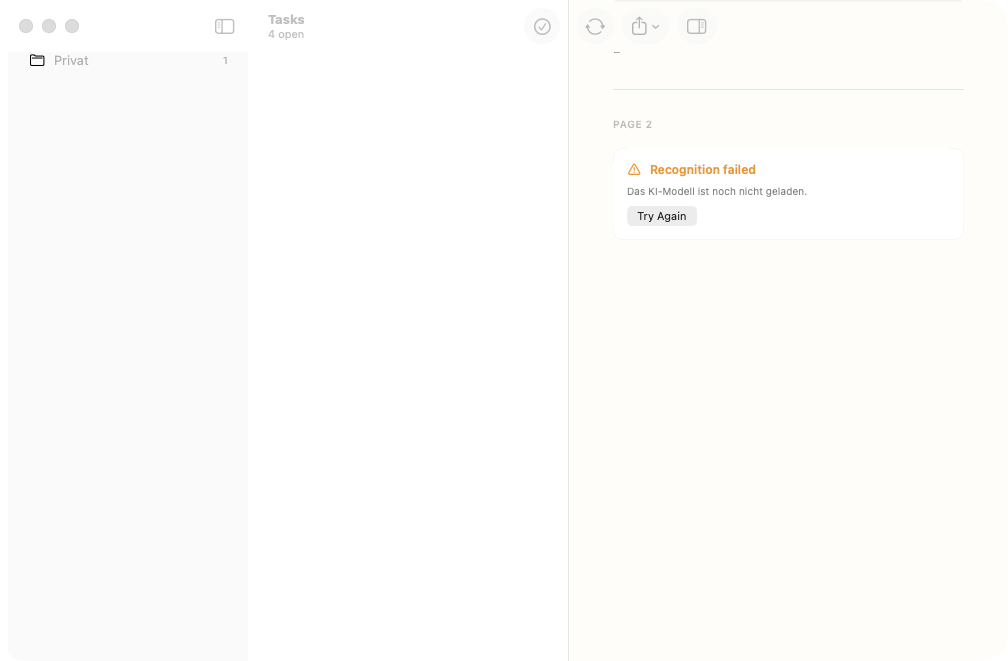 Tasks
4 open
Privat 1
PAGE 2
Recognition failed
Das KI-Modell ist noch nicht geladen.
Try Again